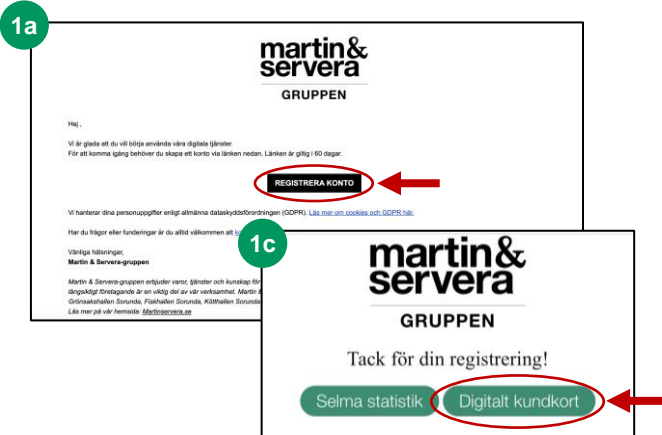 1a
martin&
servera
GRUPPEN
Hej ,
Vi är glada att du vill börja använda våra digitala tjänster.
För att komma igång behöver du skapa ett konto via länken nedan. Länken är giltig i 60 dagar.
REGISTRERA KONTO
Vi hanterar dina personuppgifter enligt allmänna dataskyddsförordningen (GDPR). Läs mer om cookies och GDPR här.
Har du frågor eller funderingar är du alltid välkommen att
Vänliga hälsningar,
Martin & Servera-gruppen
Martin & Servera-gruppen erbjuder varor, tjänster och kunskap för
långsiktigt företagande är en viktig del av vår verksamhet. Martin &
Grönsakshallen Sorunda, Fiskhallen Sorunda, Kötthallen Sorunda
Läs mer på vår hemsida: Martinservera.se
1c
martin&
servera
GRUPPEN
Tack för din registrering!
Selma statistik
Digitalt kundkort